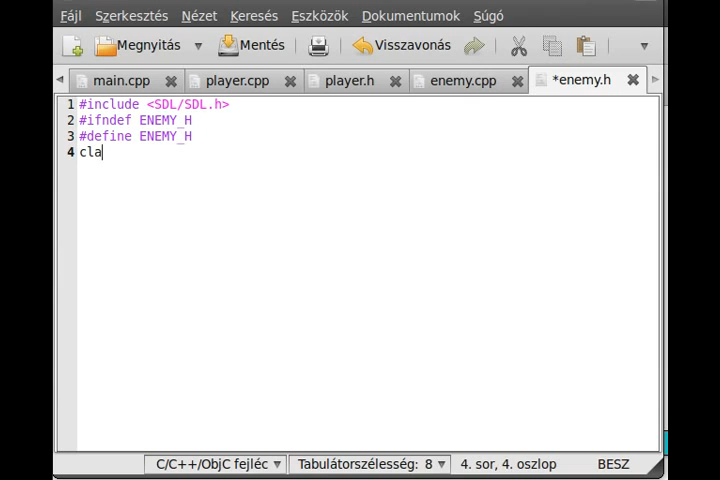 Fájl Szerkesztés Nézet Keresés Eszközök Dokumentumok Súgó
Megnyitás Mentés Visszavonás
main.cpp player.cpp player.h enemy.cpp *enemy.h
1 #include <SDL/SDL.h>
2 #ifndef ENEMY_H
3 #define ENEMY_H
4 cla
C/C++/ObjC fejléc Tabulátorszélesség: 8 4. sor, 4. oszlop BESZ